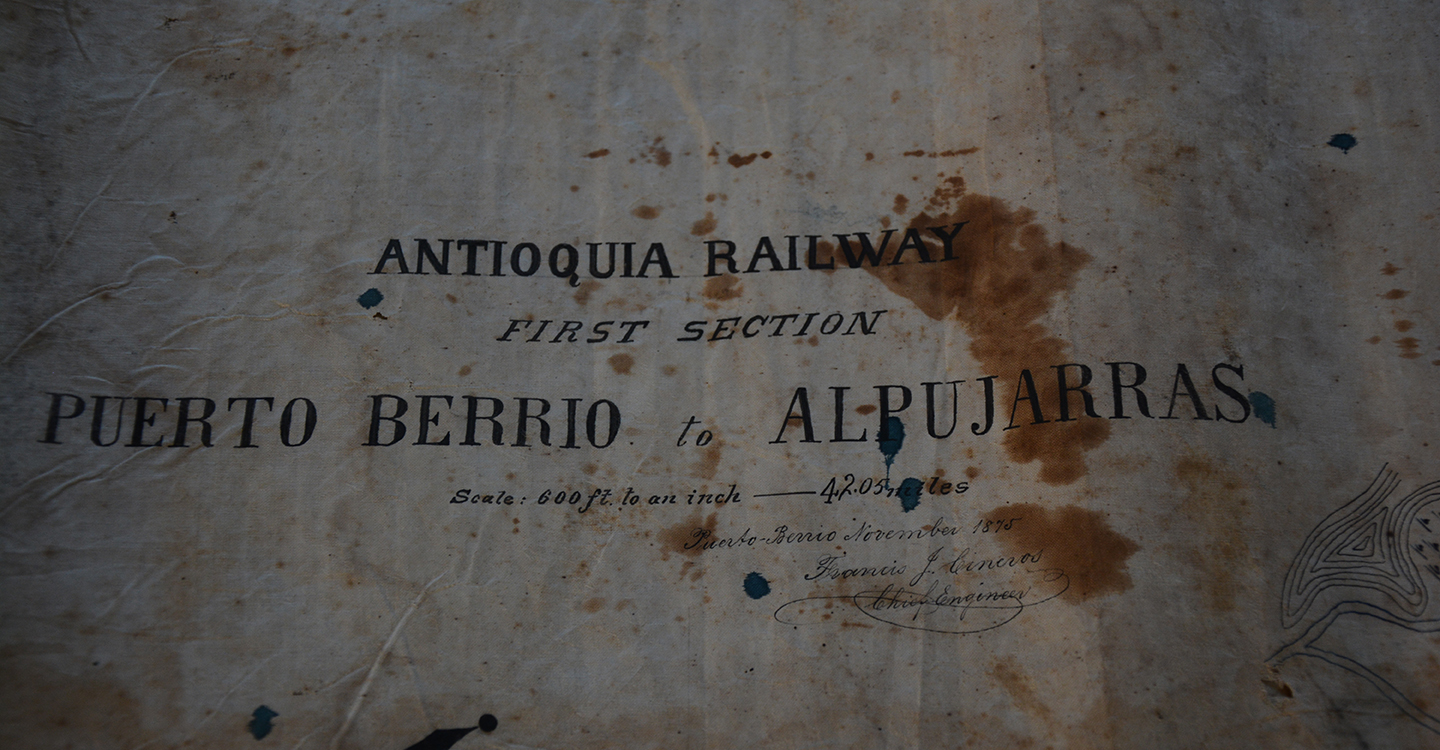 ANTIOQUIA RAILWAY
FIRST SECTION
PUERTO BERRIO to ALPUJARRAS
Scale: 600 ft. to an inch — 42.05 miles
Puerto-Berrio November 1875
Francis J. Cineros
Chief Engineer